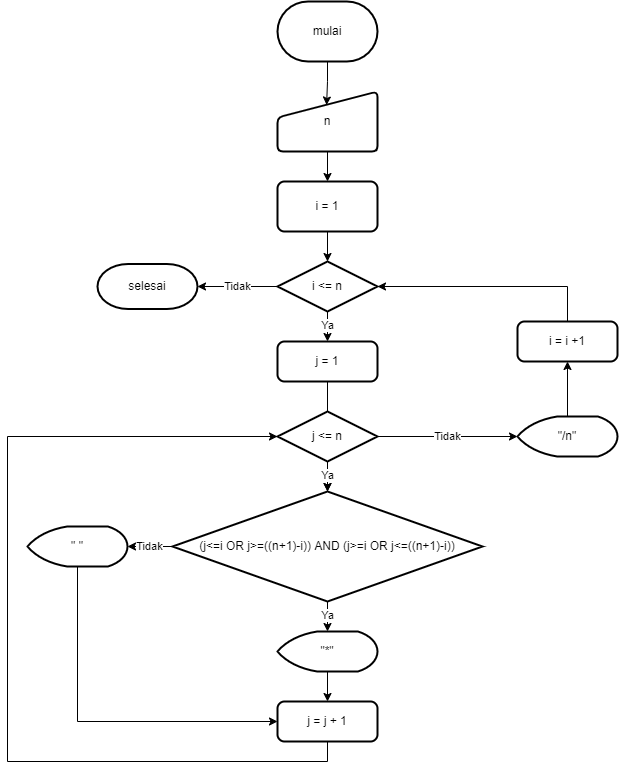 mulai
n
i = 1
i <= n
Tidak
selesai
Ya
j = 1
i = i +1
j <= n
Tidak
"/n"
Ya
(j<=i OR j>=((n+1)-i)) AND (j>=i OR j<=((n+1)-i))
Tidak
" "
Ya
"*"
j = j + 1